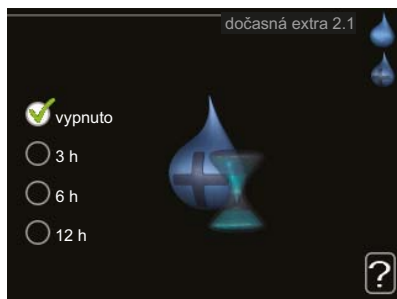 dočasná extra 2.1
vypnuto
3 h
6 h
12 h
?